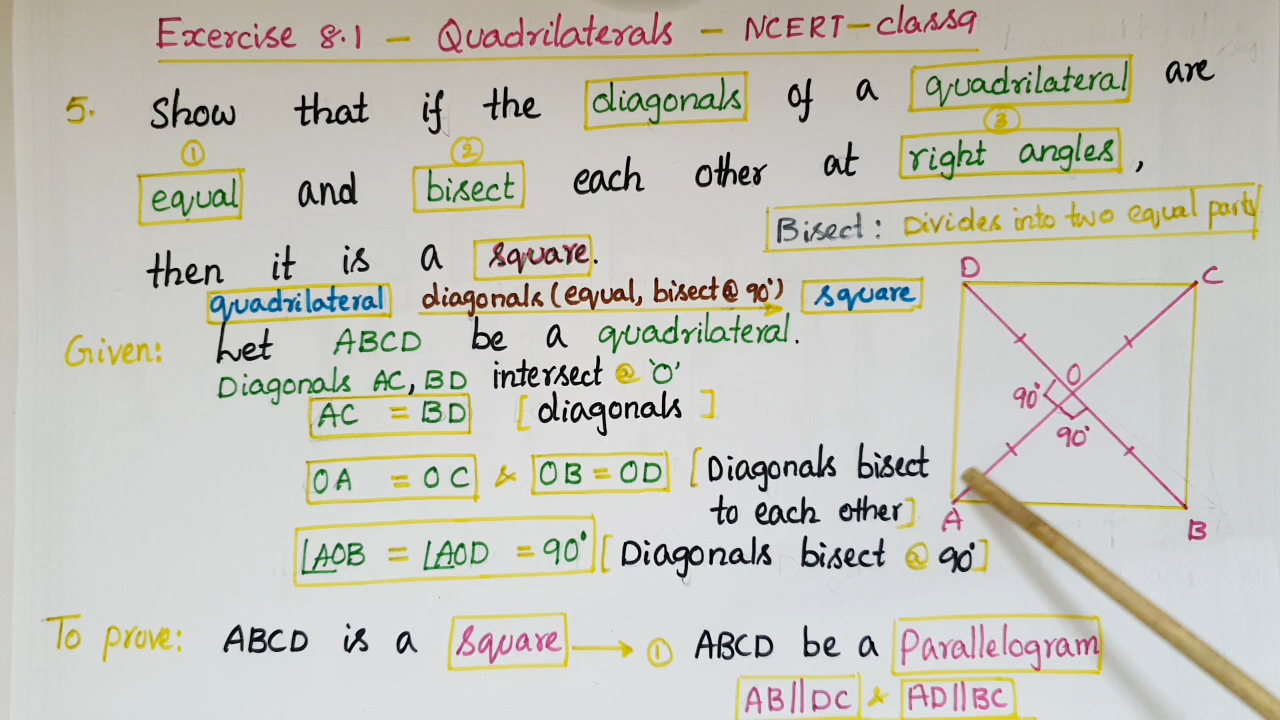 Exercise 8.1 - Quadrilaterals - NCERT-class9
5. Show that if the diagonals of a quadrilateral are
① ② ③
equal and bisect each other at right angles,
Bisect: Divides into two equal party
then it is a square.
quadrilateral diagonals (equal, bisect @ 90°) square
Given: Let ABCD be a quadrilateral.
Diagonals AC, BD intersect @ 'O'
AC = BD [diagonals]
OA = OC & OB = OD [Diagonals bisect
to each other]
∠AOB = ∠AOD = 90° [Diagonals bisect @ 90°]
D C
O
90°
90°
A B
To prove: ABCD is a square → ① ABCD be a Parallelogram
AB||DC & AD||BC